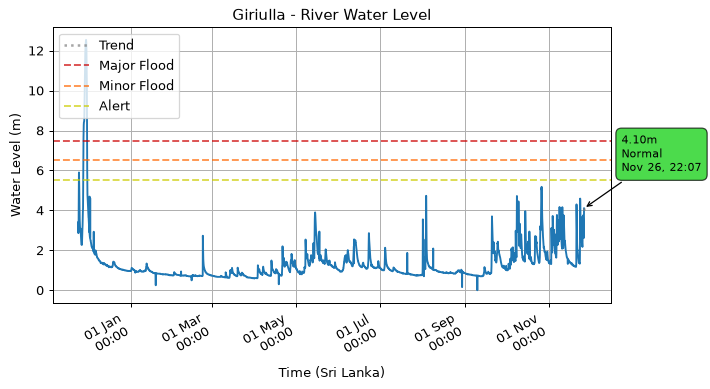 Giriulla - River Water Level
Trend
Major Flood
Minor Flood
Alert
12
10
8
6
4
2
0
Water Level (m)
4.10m
Normal
Nov 26, 22:07
01 Jan
00:00
01 Mar
00:00
01 May
00:00
01 Jul
00:00
01 Sep
00:00
01 Nov
00:00
Time (Sri Lanka)